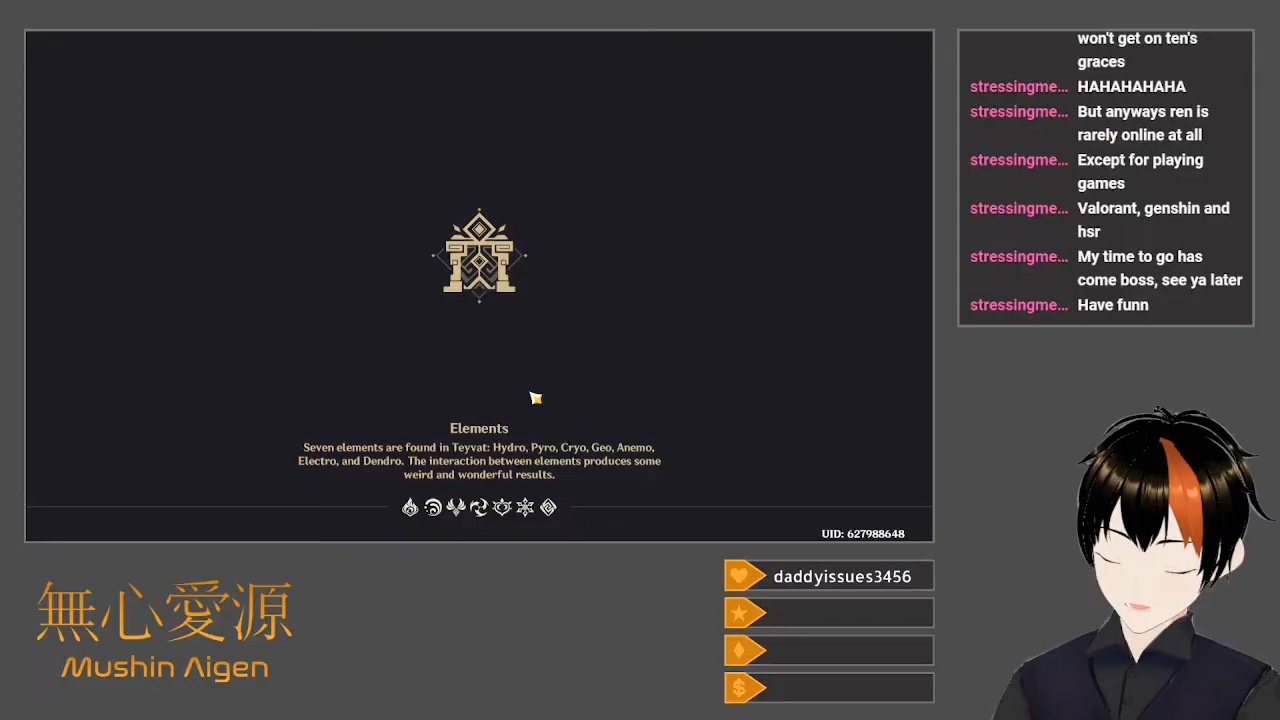 won't get on ten's
graces
stressingme... HAHAHAHAHA
stressingme... But anyways ren is
rarely online at all
stressingme... Except for playing
games
stressingme... Valorant, genshin and
hsr
stressingme... My time to go has
come boss, see ya later
stressingme... Have funn
Elements
Seven elements are found in Teyvat: Hydro, Pyro, Cryo, Geo, Anemo,
Electro, and Dendro. The interaction between elements produces some
weird and wonderful results.
UID: 627988648
daddyissues3456
無心愛源
Mushin Aigen